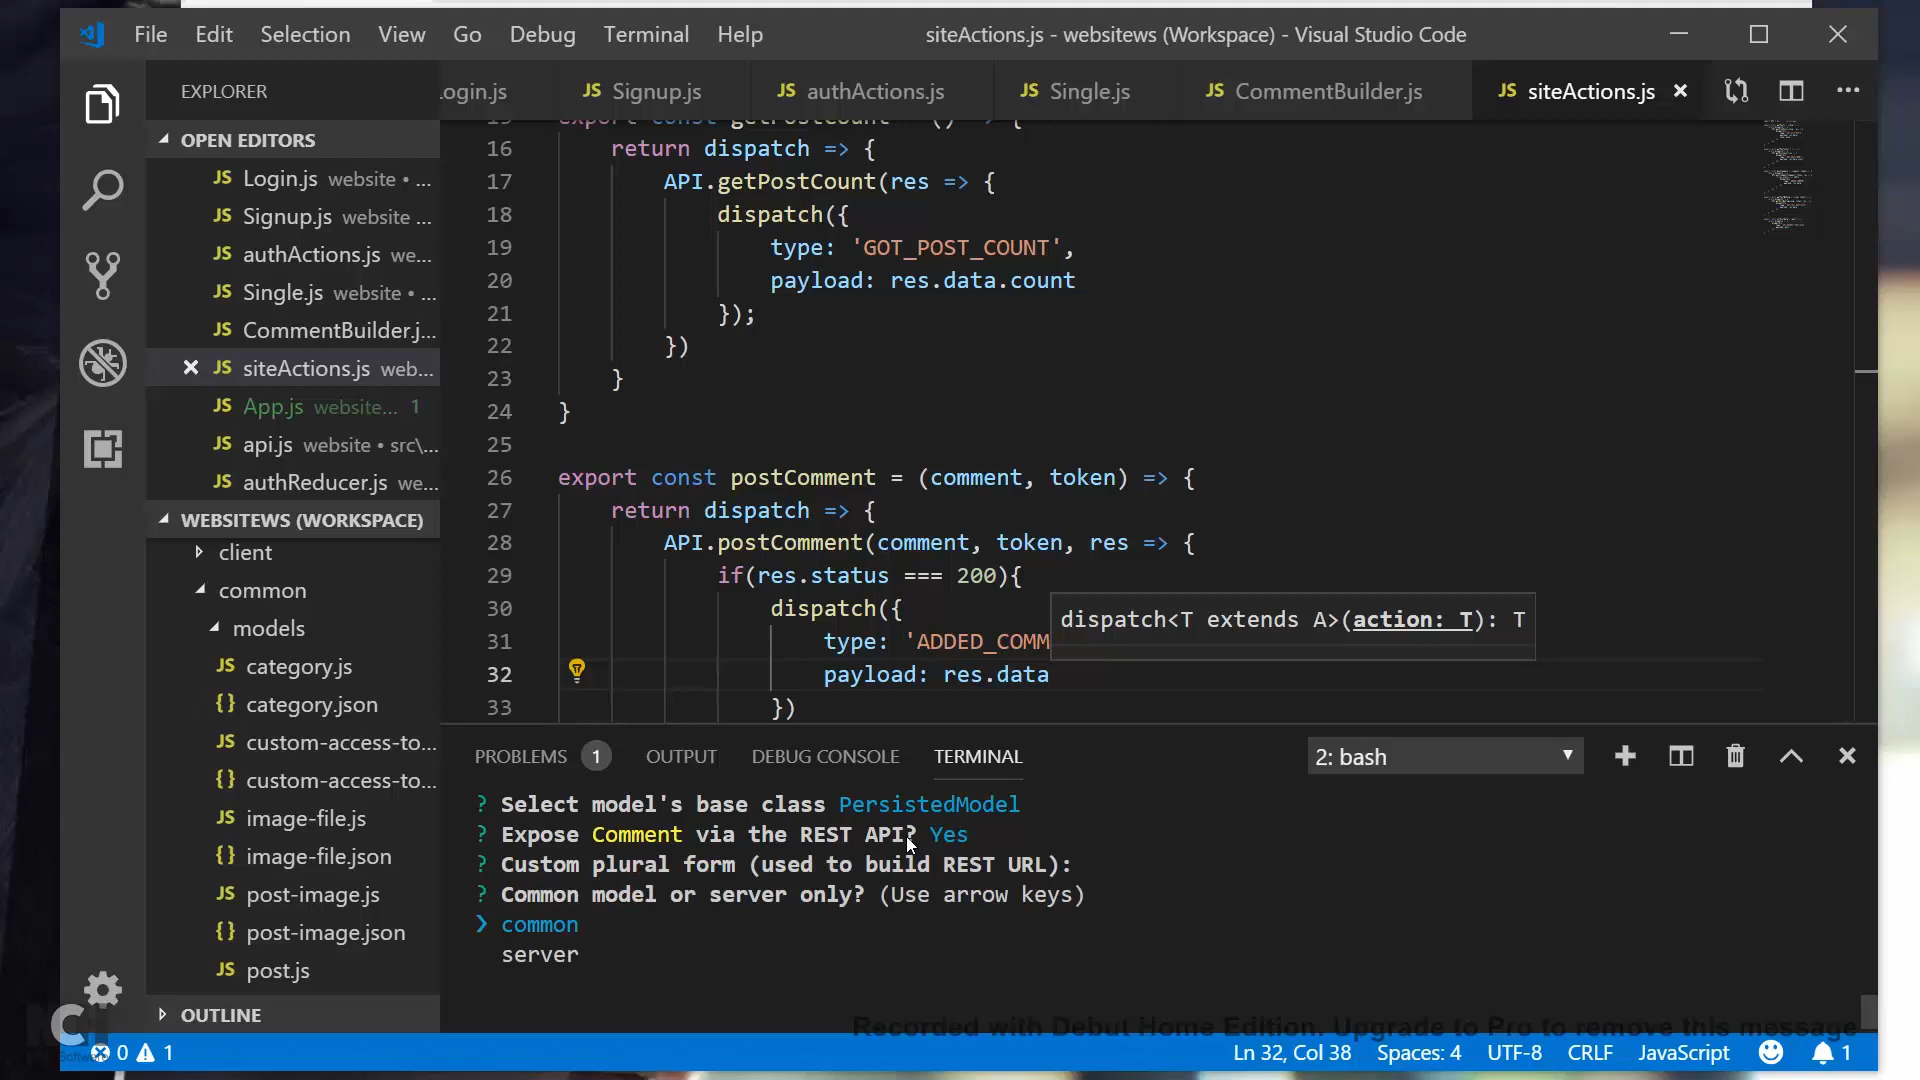 File Edit Selection View Go Debug Terminal Help
siteActions.js - websitews (Workspace) - Visual Studio Code
EXPLORER
Login.js
JS Signup.js
JS authActions.js
JS Single.js
JS CommentBuilder.js
JS siteActions.js
OPEN EDITORS
JS Login.js website • ...
JS Signup.js website ...
JS authActions.js we...
JS Single.js website • ...
JS CommentBuilder.j...
JS siteActions.js web...
JS App.js website... 1
JS api.js website • src\...
JS authReducer.js we...
WEBSITEWS (WORKSPACE)
client
common
models
JS category.js
{} category.json
JS custom-access-to...
{} custom-access-to...
JS image-file.js
{} image-file.json
JS post-image.js
{} post-image.json
JS post.js
OUTLINE
15 export const getPostCount = () => {
16 return dispatch => {
17 API.getPostCount(res => {
18 dispatch({
19 type: 'GOT_POST_COUNT',
20 payload: res.data.count
21 });
22 })
23 }
24 }
25
26 export const postComment = (comment, token) => {
27 return dispatch => {
28 API.postComment(comment, token, res => {
29 if(res.status === 200){
30 dispatch({
31 type: 'ADDED_COMM
dispatch<T extends A>(action: T): T
32 payload: res.data
33 })
PROBLEMS 1 OUTPUT DEBUG CONSOLE TERMINAL
2: bash
? Select model's base class PersistedModel
? Expose Comment via the REST API? Yes
? Custom plural form (used to build REST URL):
? Common model or server only? (Use arrow keys)
❯ common
server
Recorded with Debut Home Edition. Upgrade to Pro to remove this message
0 1
Ln 32, Col 38 Spaces: 4 UTF-8 CRLF JavaScript 1